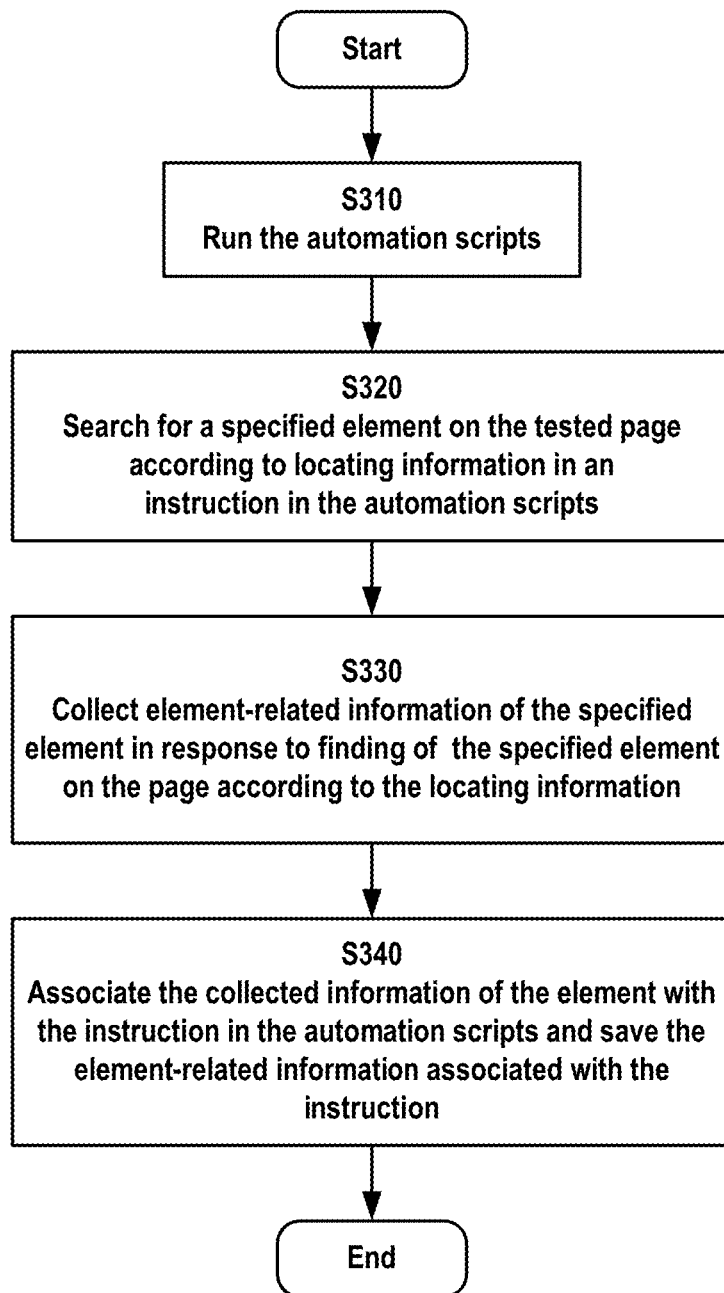 Start
S310
Run the automation scripts
S320
Search for a specified element on the tested page
according to locating information in an
instruction in the automation scripts
S330
Collect element-related information of the specified
element in response to finding of the specified element
on the page according to the locating information
S340
Associate the collected information of the element with
the instruction in the automation scripts and save the
element-related information associated with the
instruction
End